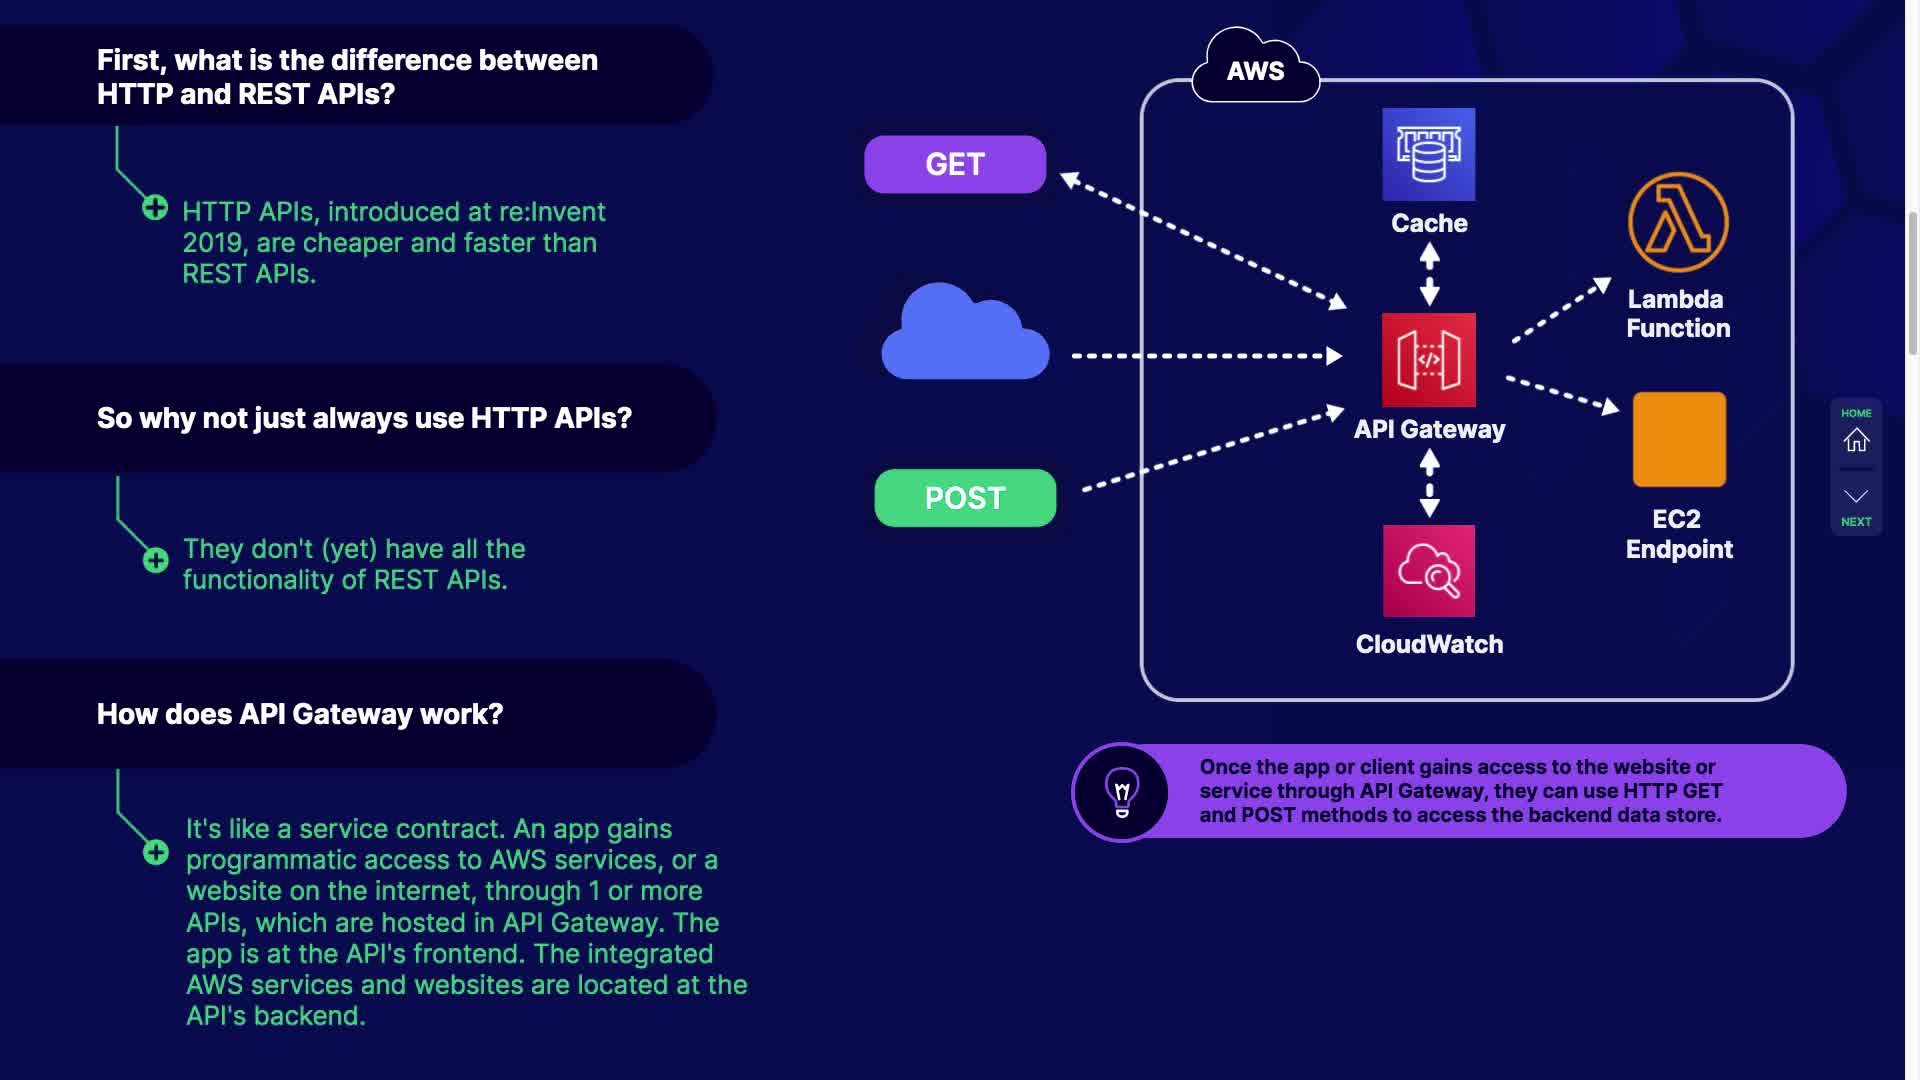 First, what is the difference between
HTTP and REST APIs?
HTTP APIs, introduced at re:Invent
2019, are cheaper and faster than
REST APIs.
So why not just always use HTTP APIs?
They don't (yet) have all the
functionality of REST APIs.
How does API Gateway work?
It's like a service contract. An app gains
programmatic access to AWS services, or a
website on the internet, through 1 or more
APIs, which are hosted in API Gateway. The
app is at the API's frontend. The integrated
AWS services and websites are located at the
API's backend.
AWS
GET
POST
Cache
API Gateway
CloudWatch
Lambda
Function
EC2
Endpoint
Once the app or client gains access to the website or
service through API Gateway, they can use HTTP GET
and POST methods to access the backend data store.
HOME
NEXT